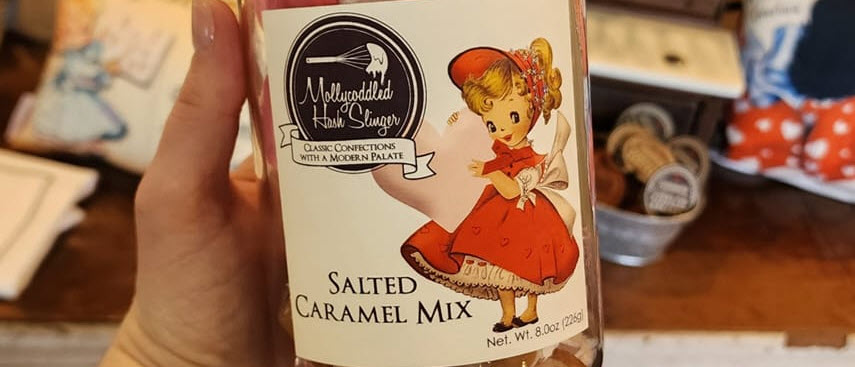 Mollycoddled
Hash Slinger
CLASSIC CONFECTIONS
WITH A MODERN PALATE
SALTED
CARAMEL MIX
Net. Wt. 8.0oz (226g)